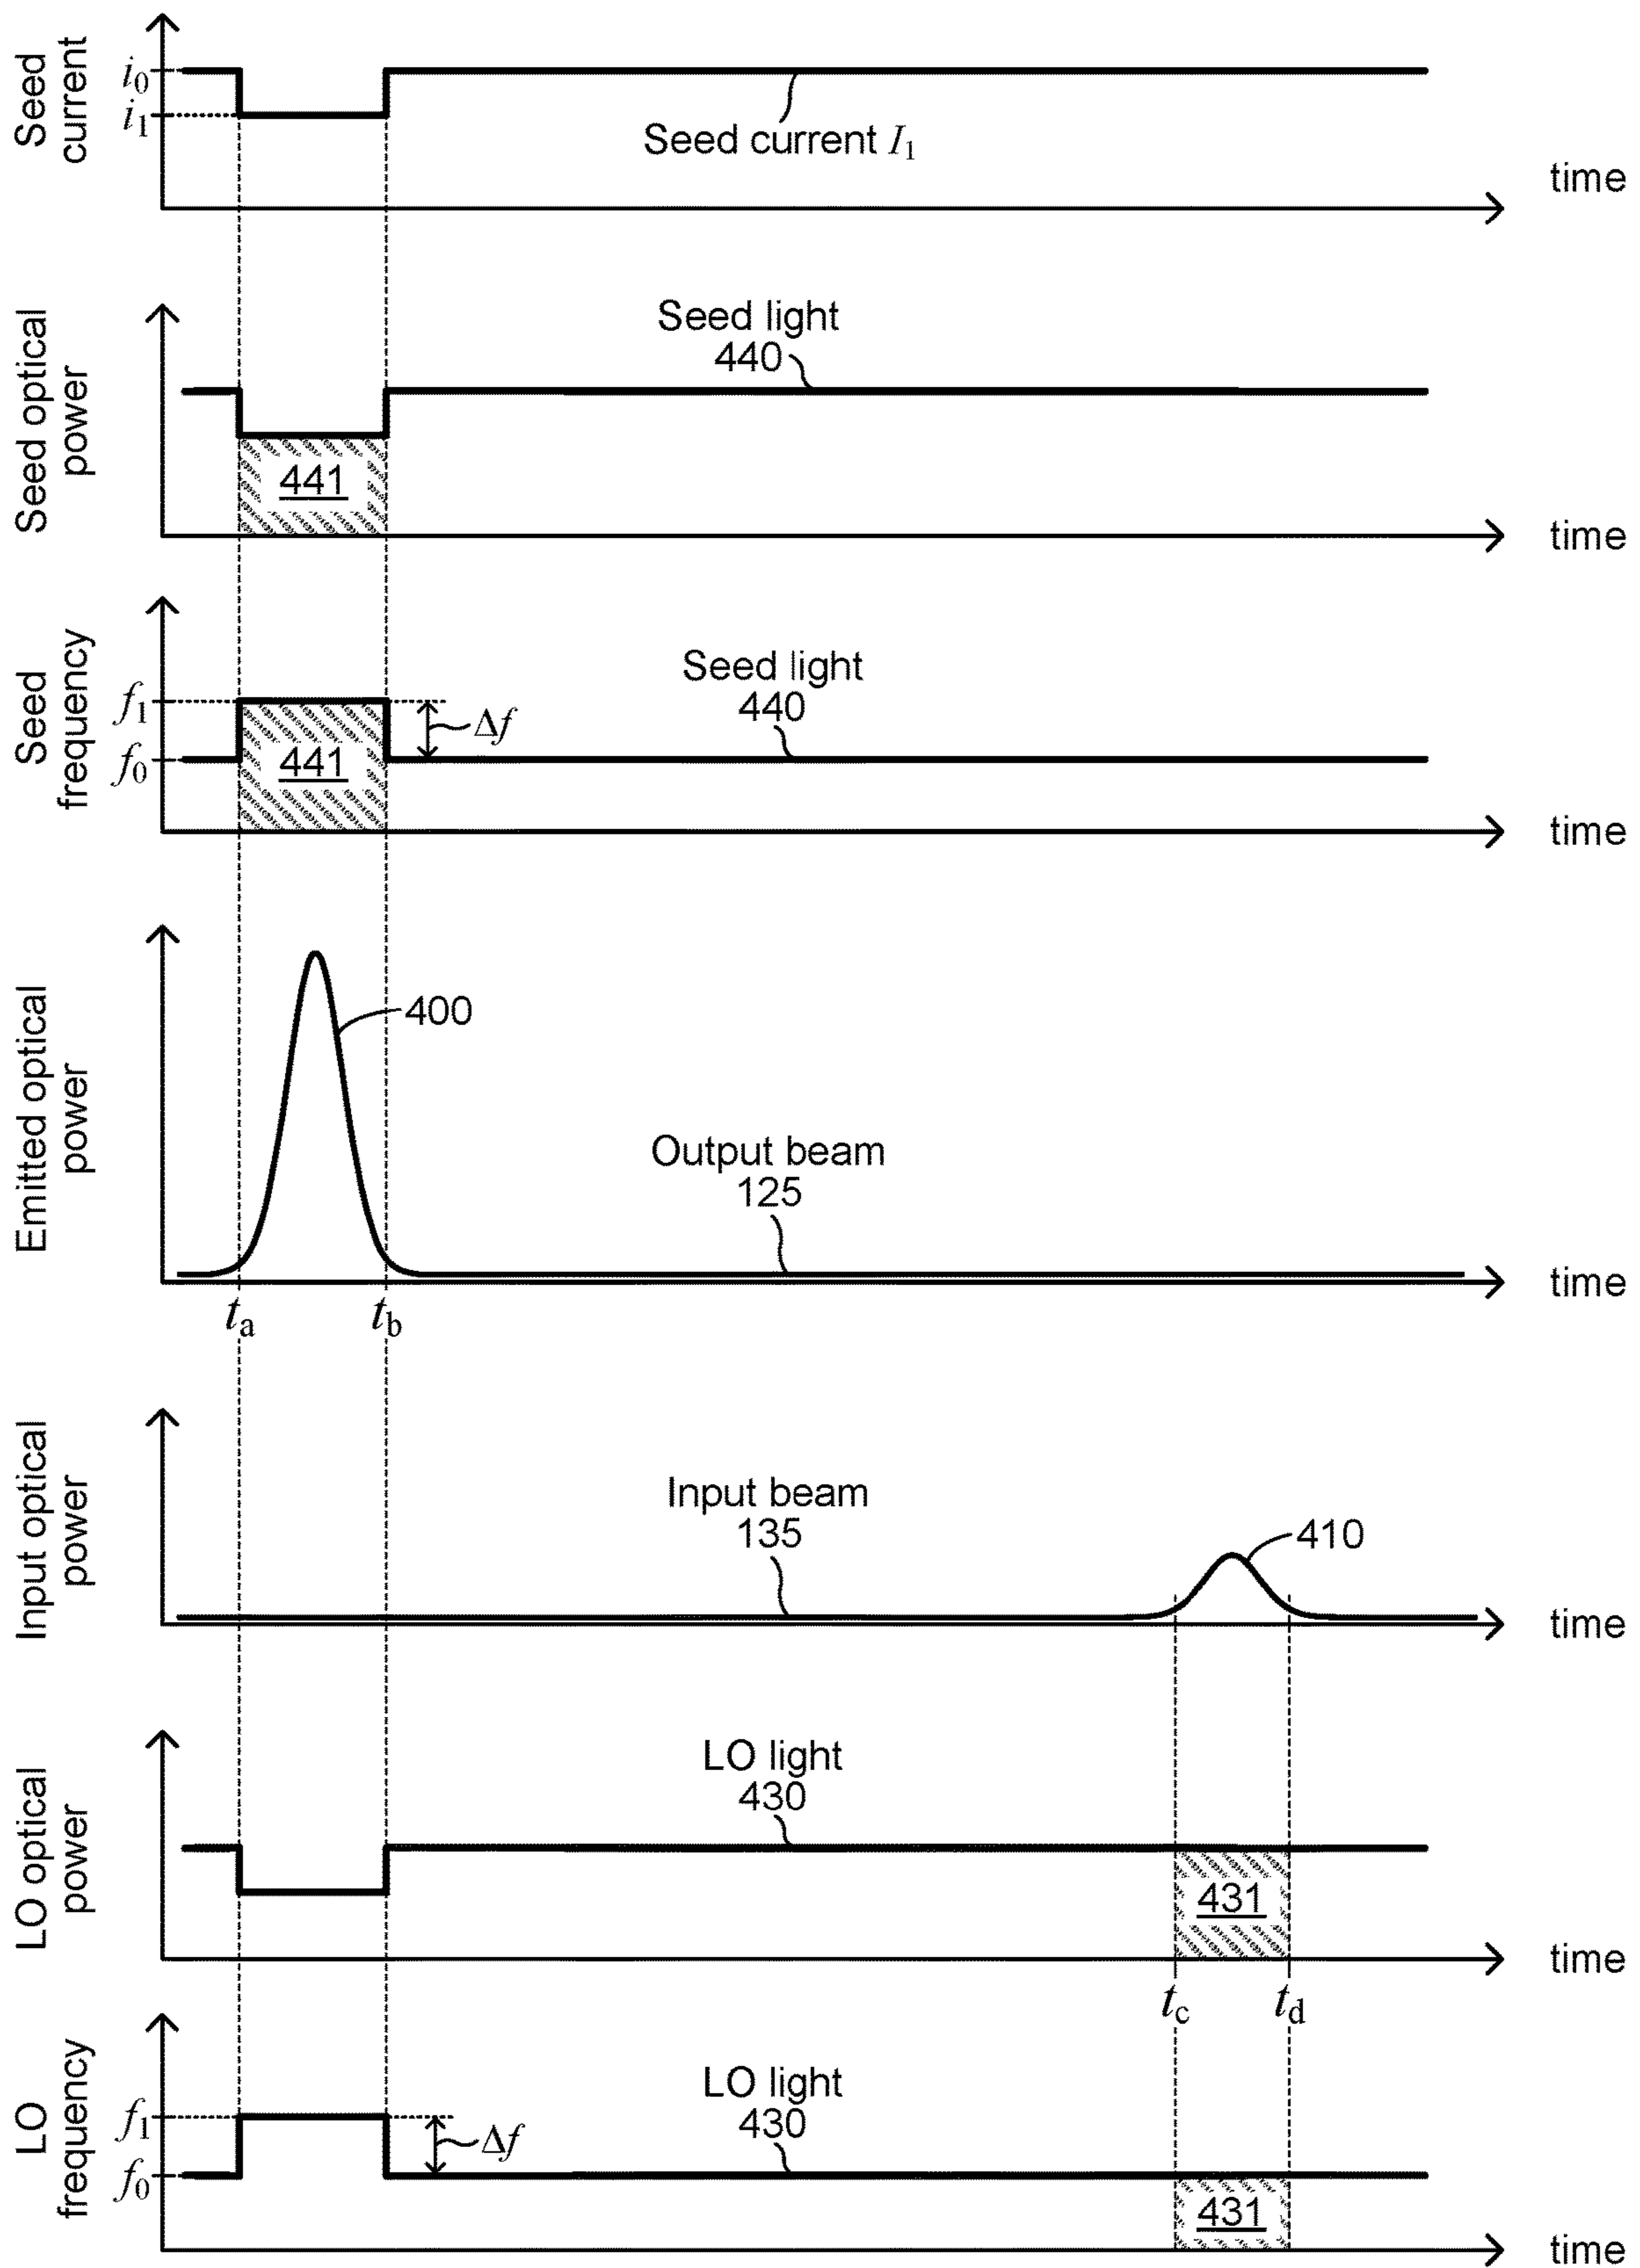 Seed
current
i0
i1
Seed current I1
time
Seed optical
power
Seed light
440
441
time
Seed
frequency
f1
f0
Δf
Seed light
440
441
time
Emitted optical
power
400
Output beam
125
time
ta
tb
Input optical
power
Input beam
135
410
time
LO optical
power
LO light
430
431
time
tc
td
LO
frequency
f1
f0
Δf
LO light
430
431
time